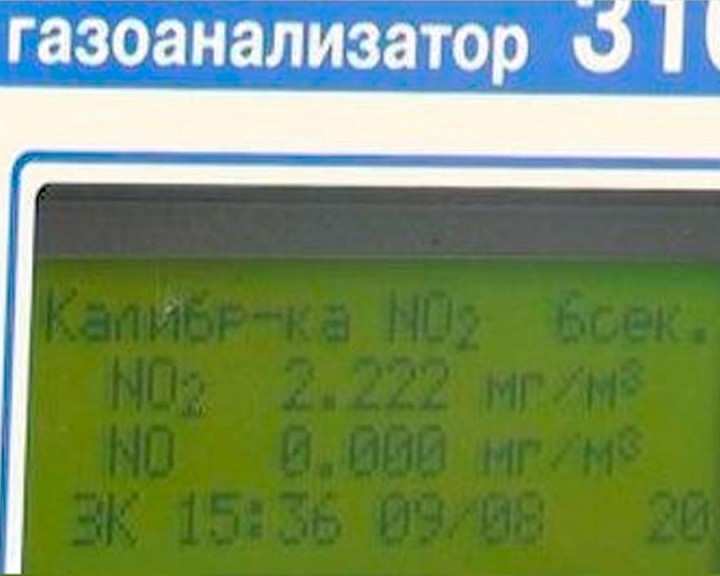 газоанализатор 310
Калибр-ка NO₂ 6сек.
NO₂ 2.222 мг/м³
NO 0.000 мг/м³
ЗК 15:36 09/08 20